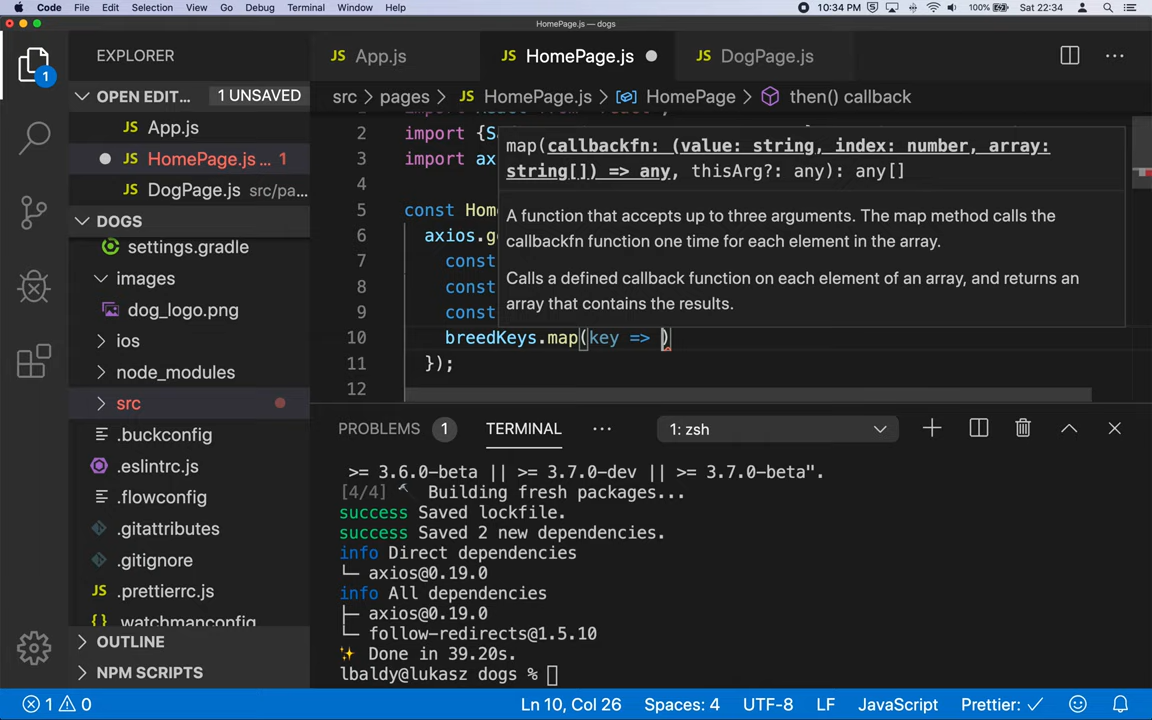 Code File Edit Selection View Go Debug Terminal Window Help 10:34 PM 100% Sat 22:34
HomePage.js — dogs
EXPLORER
JS App.js JS HomePage.js JS DogPage.js
OPEN EDIT... 1 UNSAVED
src > pages > JS HomePage.js > HomePage > then() callback
JS App.js
JS HomePage.js ... 1
JS DogPage.js src/pa...
DOGS
settings.gradle
images
dog_logo.png
ios
node_modules
src
.buckconfig
.eslintrc.js
.flowconfig
.gitattributes
.gitignore
JS .prettierrc.js
{} .watchmanconfig
OUTLINE
NPM SCRIPTS
1
2 import {Sa
3 import ax
4
5 const Hom
6 axios.g
7 const
8 const
9 const
10 breedKeys.map(key => )
11 });
12
map(callbackfn: (value: string, index: number, array:
string[]) => any, thisArg?: any): any[]
A function that accepts up to three arguments. The map method calls the
callbackfn function one time for each element in the array.
Calls a defined callback function on each element of an array, and returns an
array that contains the results.
PROBLEMS 1 TERMINAL ... 1: zsh
>= 3.6.0-beta || >= 3.7.0-dev || >= 3.7.0-beta".
[4/4] Building fresh packages...
success Saved lockfile.
success Saved 2 new dependencies.
info Direct dependencies
└─ axios@0.19.0
info All dependencies
├─ axios@0.19.0
└─ follow-redirects@1.5.10
✨ Done in 39.20s.
lbaldy@lukasz dogs %
1 0 Ln 10, Col 26 Spaces: 4 UTF-8 LF JavaScript Prettier: ✓